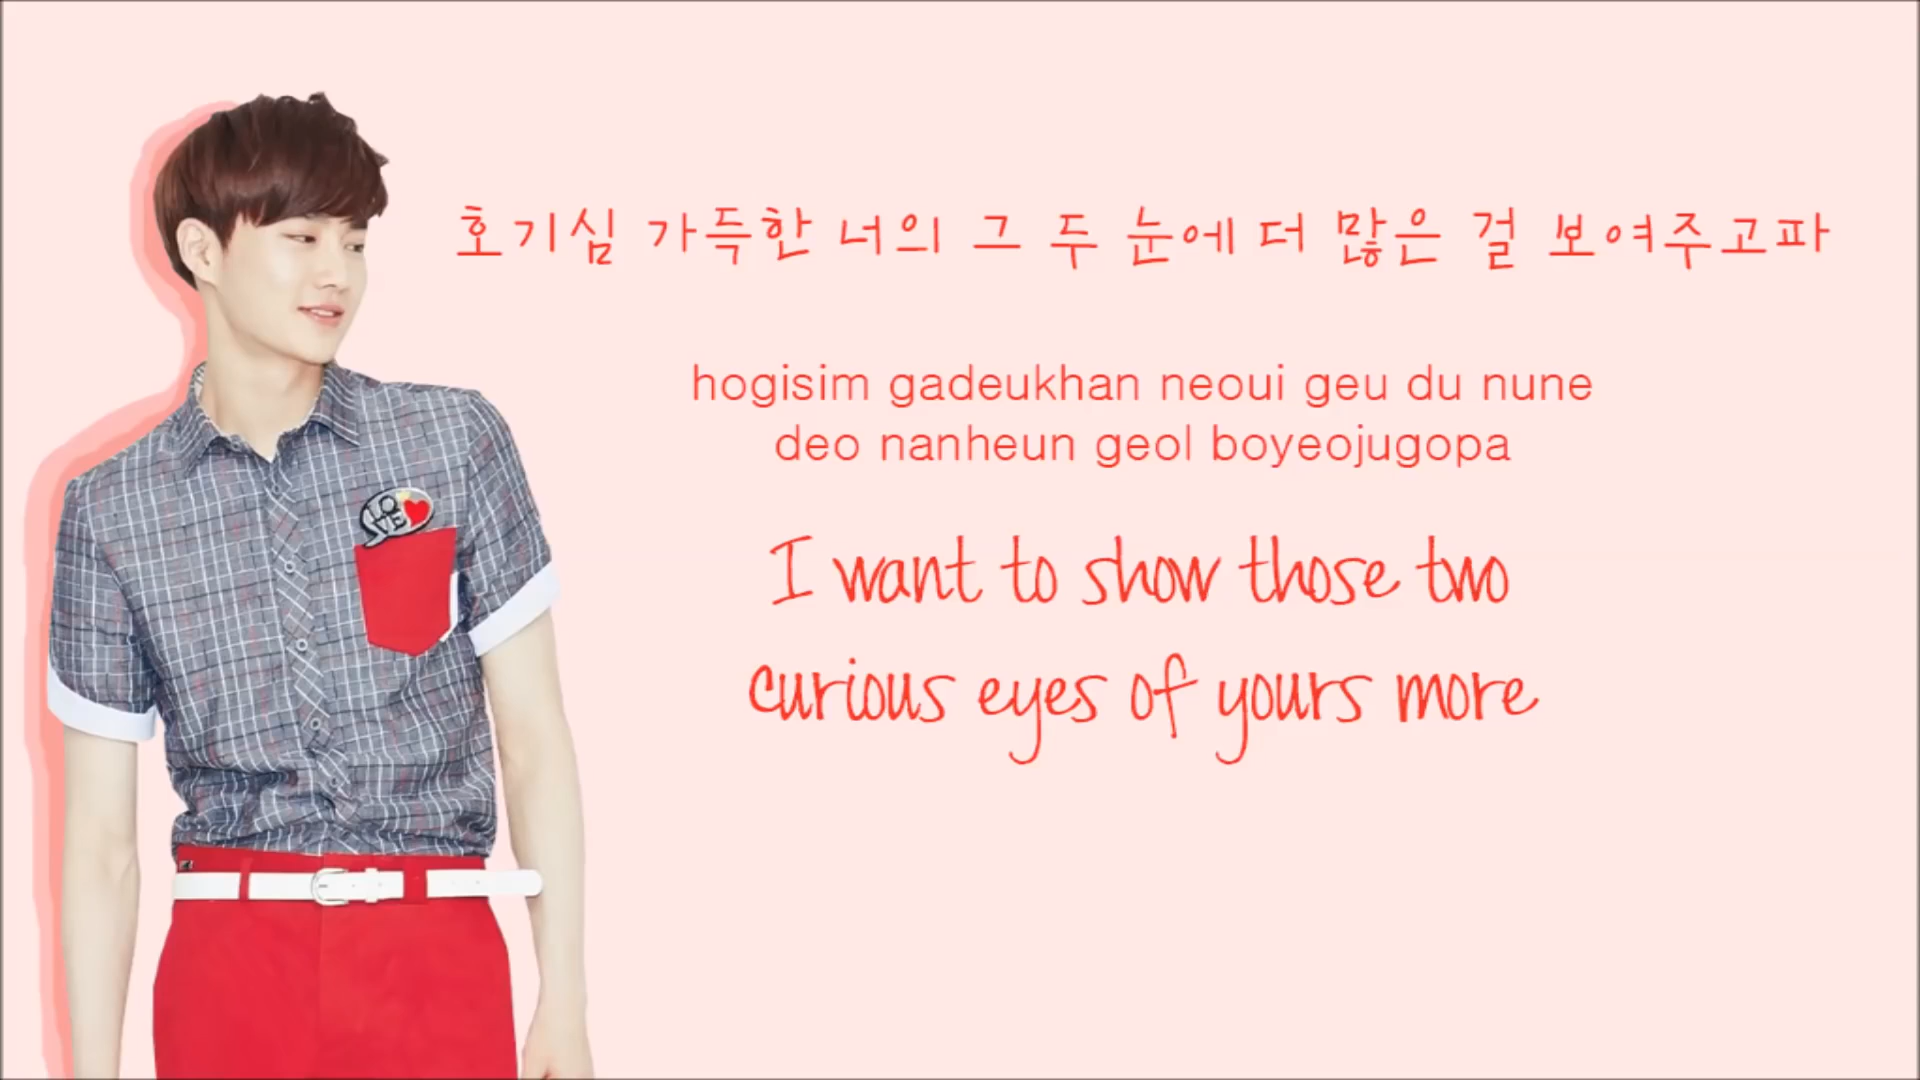 호기심 가득한 너의 그 두 눈에 더 많은 걸 보여주고파
hogisim gadeukhan neoui geu du nune
deo nanheun geol boyeojugopa
LO
VE
I want to show those two
curious eyes of yours more